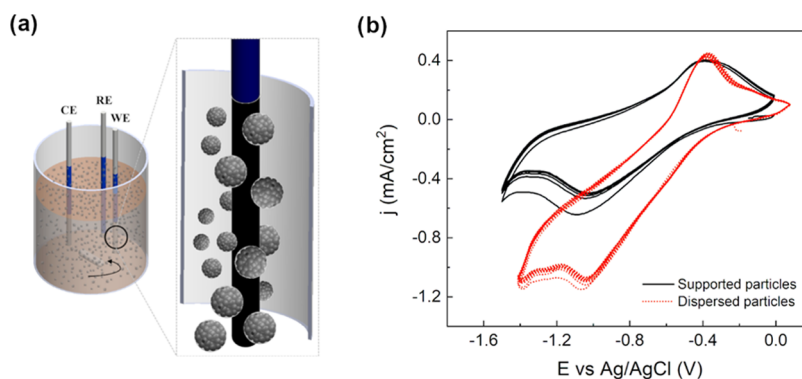 (a)
CE
RE
WE
(b)
j (mA/cm²)
0.4
0.0
-0.4
-0.8
-1.2
Supported particles
Dispersed particles
-1.6
-1.2
-0.8
-0.4
0.0
E vs Ag/AgCl (V)